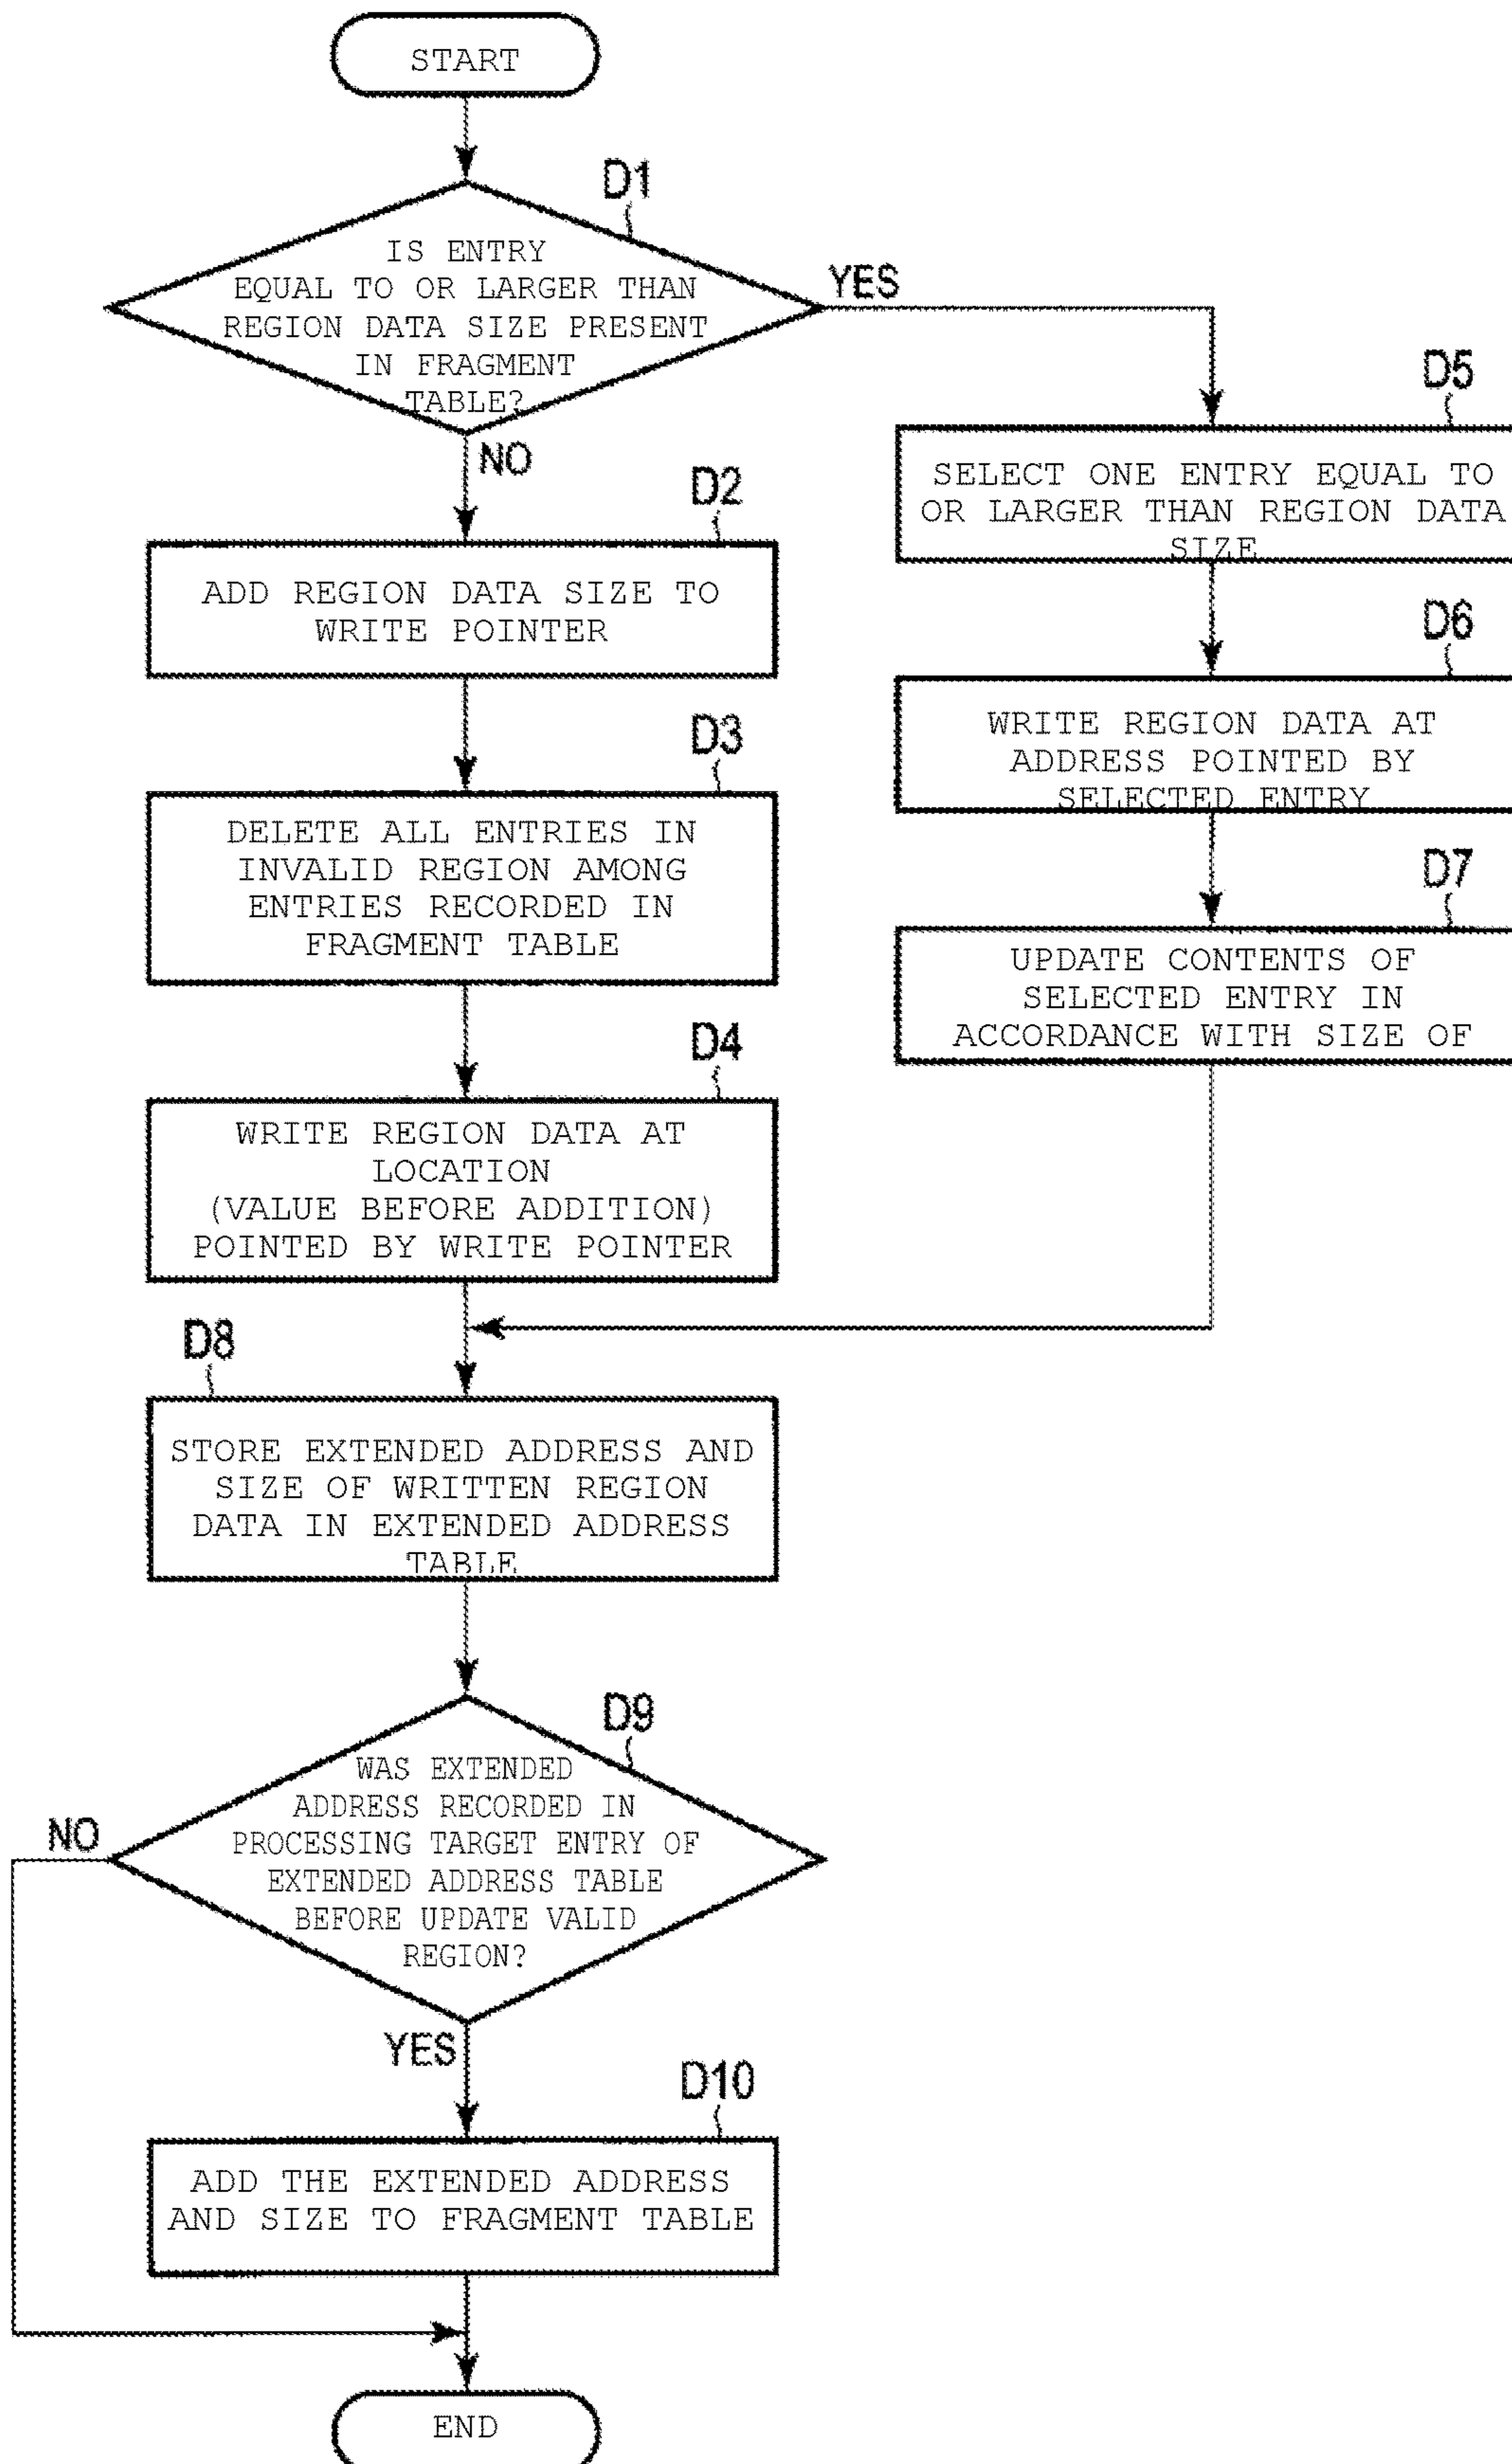 START
D1
IS ENTRY
EQUAL TO OR LARGER THAN
REGION DATA SIZE PRESENT
IN FRAGMENT
TABLE?
YES
NO
D2
ADD REGION DATA SIZE TO
WRITE POINTER
D3
DELETE ALL ENTRIES IN
INVALID REGION AMONG
ENTRIES RECORDED IN
FRAGMENT TABLE
D4
WRITE REGION DATA AT
LOCATION
(VALUE BEFORE ADDITION)
POINTED BY WRITE POINTER
D5
SELECT ONE ENTRY EQUAL TO
OR LARGER THAN REGION DATA
SIZE
D6
WRITE REGION DATA AT
ADDRESS POINTED BY
SELECTED ENTRY
D7
UPDATE CONTENTS OF
SELECTED ENTRY IN
ACCORDANCE WITH SIZE OF
D8
STORE EXTENDED ADDRESS AND
SIZE OF WRITTEN REGION
DATA IN EXTENDED ADDRESS
TABLE
D9
WAS EXTENDED
ADDRESS RECORDED IN
PROCESSING TARGET ENTRY OF
EXTENDED ADDRESS TABLE
BEFORE UPDATE VALID
REGION?
NO
YES
D10
ADD THE EXTENDED ADDRESS
AND SIZE TO FRAGMENT TABLE
END